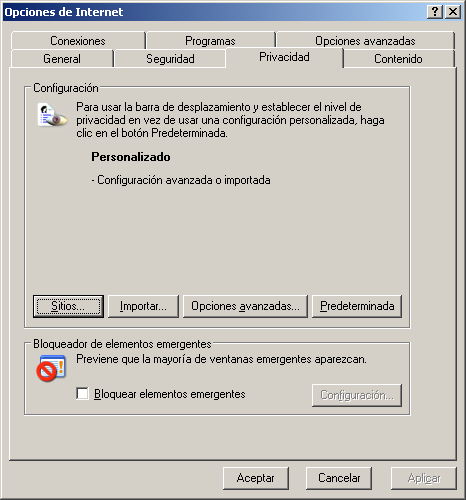 Opciones de Internet
Conexiones Programas Opciones avanzadas
General Seguridad Privacidad Contenido
Configuración
Para usar la barra de desplazamiento y establecer el nivel de
privacidad en vez de usar una configuración personalizada, haga
clic en el botón Predeterminada.
Personalizado
- Configuración avanzada o importada
Sitios... Importar... Opciones avanzadas... Predeterminada
Bloqueador de elementos emergentes
Previene que la mayoría de ventanas emergentes aparezcan.
Bloquear elementos emergentes Configuración...
Aceptar Cancelar Aplicar